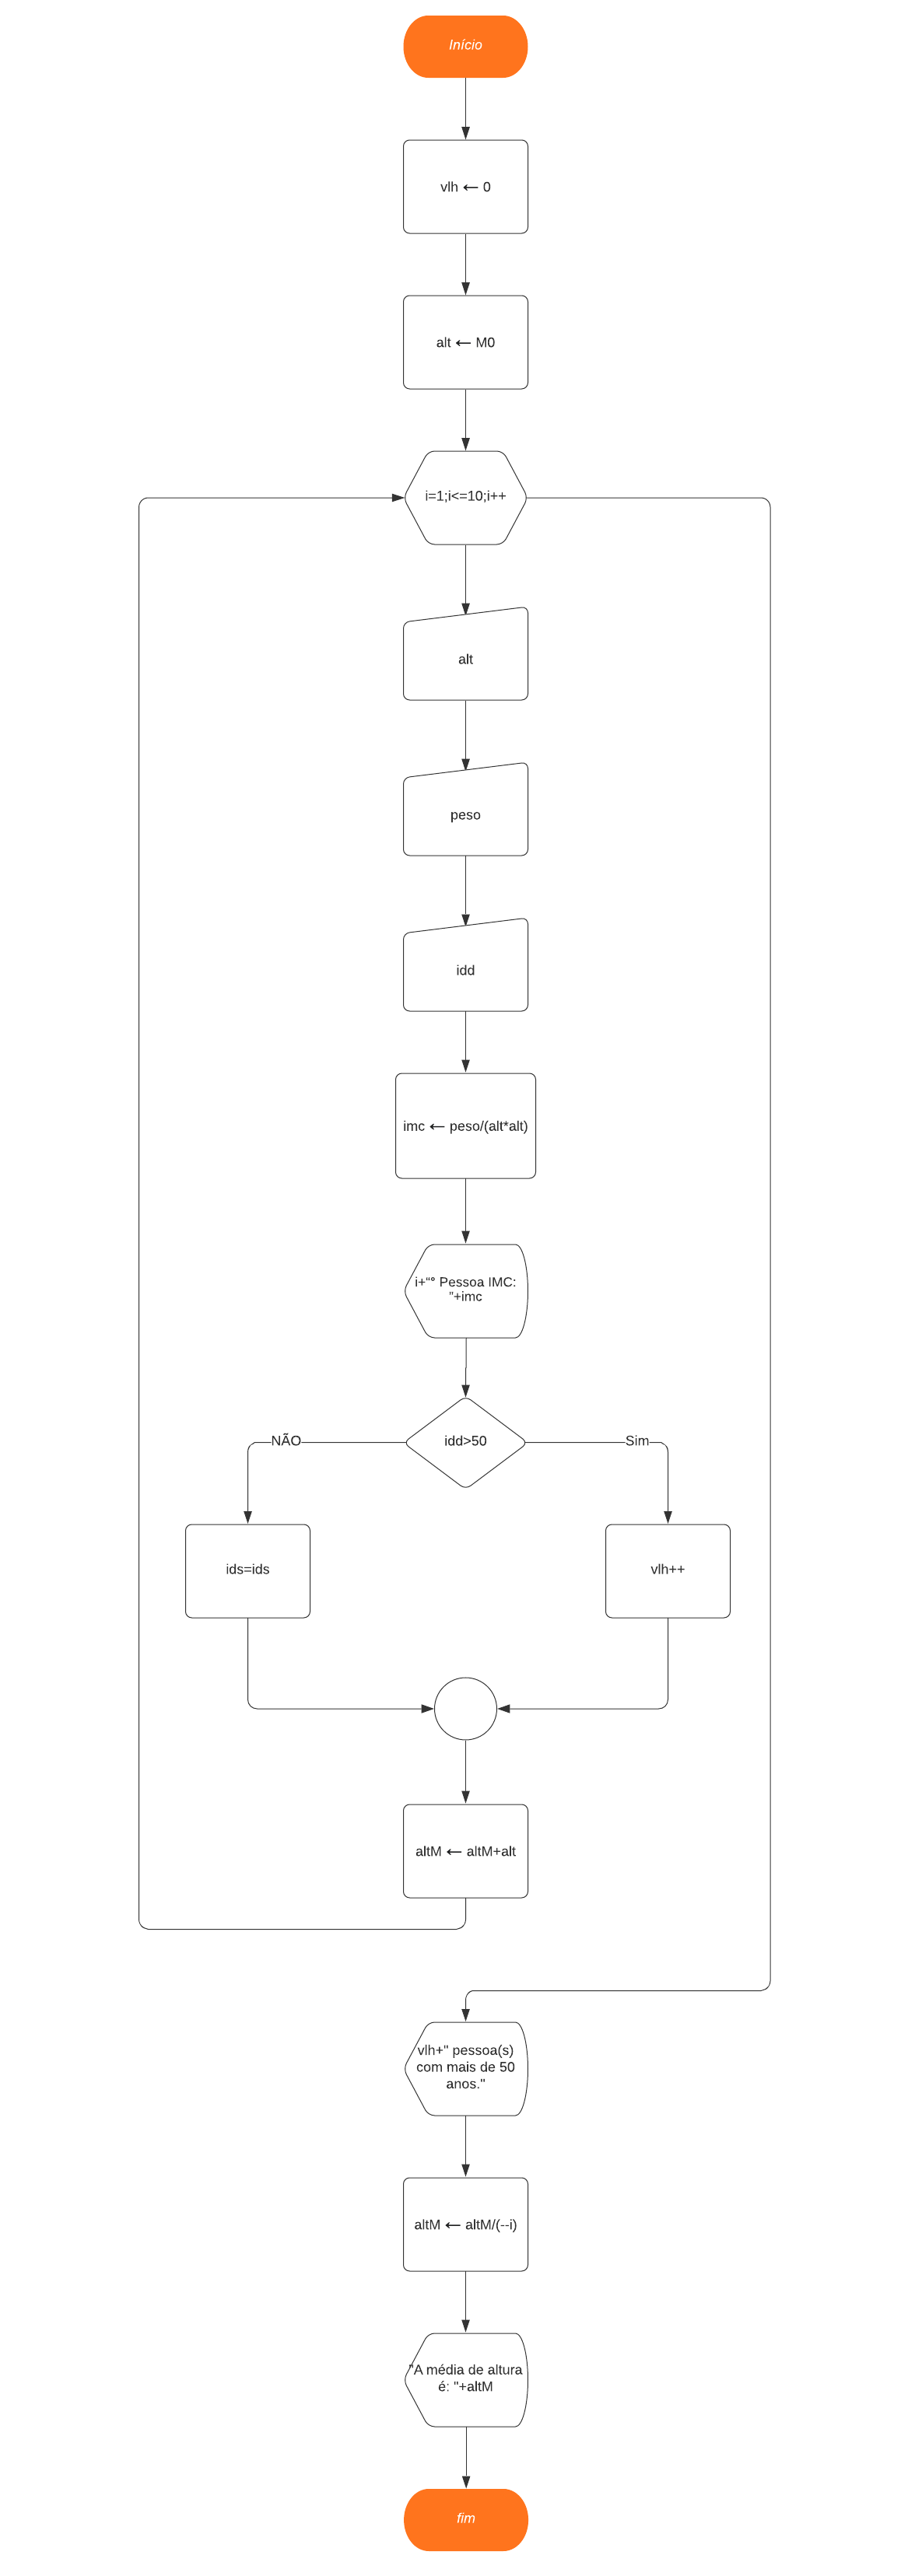 Início
vlh ← 0
alt ← M0
i=1;i<=10;i++
alt
peso
idd
imc ← peso/(alt*alt)
i+“° Pessoa IMC:
”+imc
idd>50
NÃO
Sim
ids=ids
vlh++
altM ← altM+alt
vlh+" pessoa(s)
com mais de 50
anos."
altM ← altM/(--i)
"A média de altura
é: "+altM
fim